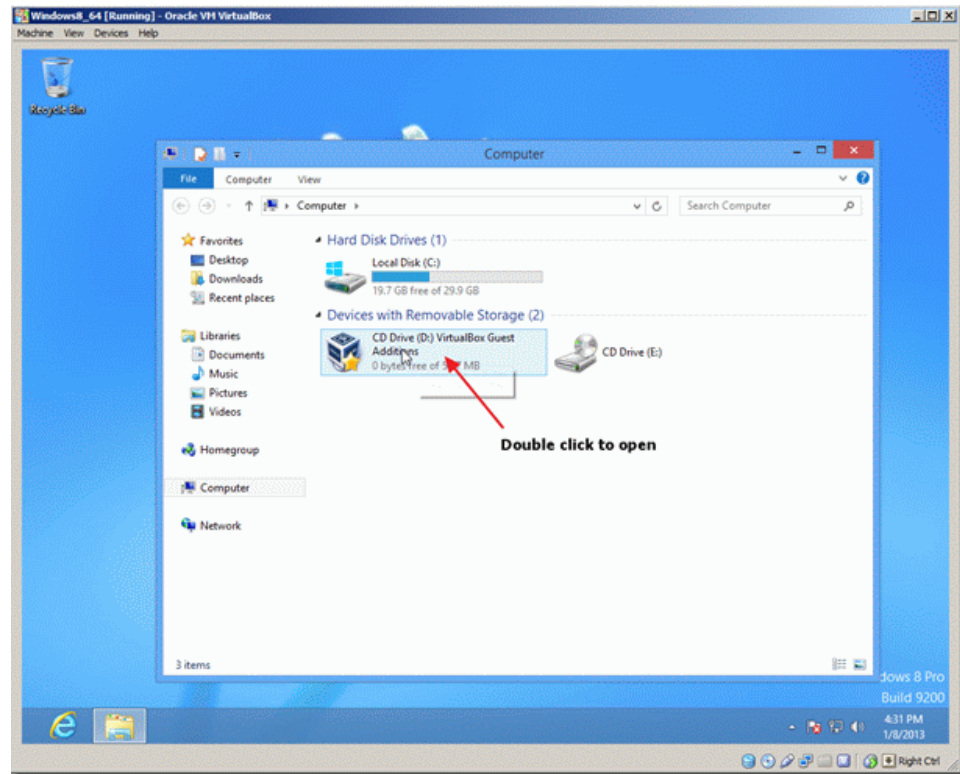 Windows8_64 [Running] - Oracle VM VirtualBox
Machine View Devices Help
Recycle Bin
Computer
File Computer View
Computer
Search Computer
Favorites
Desktop
Downloads
Recent places
Libraries
Documents
Music
Pictures
Videos
Homegroup
Computer
Network
Hard Disk Drives (1)
Local Disk (C:)
19.7 GB free of 29.9 GB
Devices with Removable Storage (2)
CD Drive (D:) VirtualBox Guest
Additions
0 bytes free of MB
CD Drive (E:)
Double click to open
3 items
dows 8 Pro
Build 9200
4:31 PM
1/8/2013
Right Ctrl